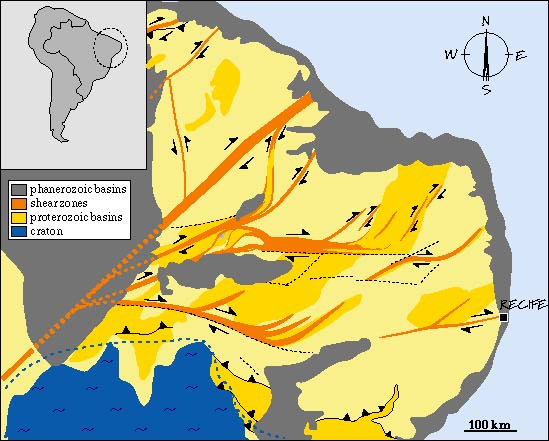 N
W E
S
phanerozoic basins
shear zones
proterozoic basins
craton
RECIFE
100 km